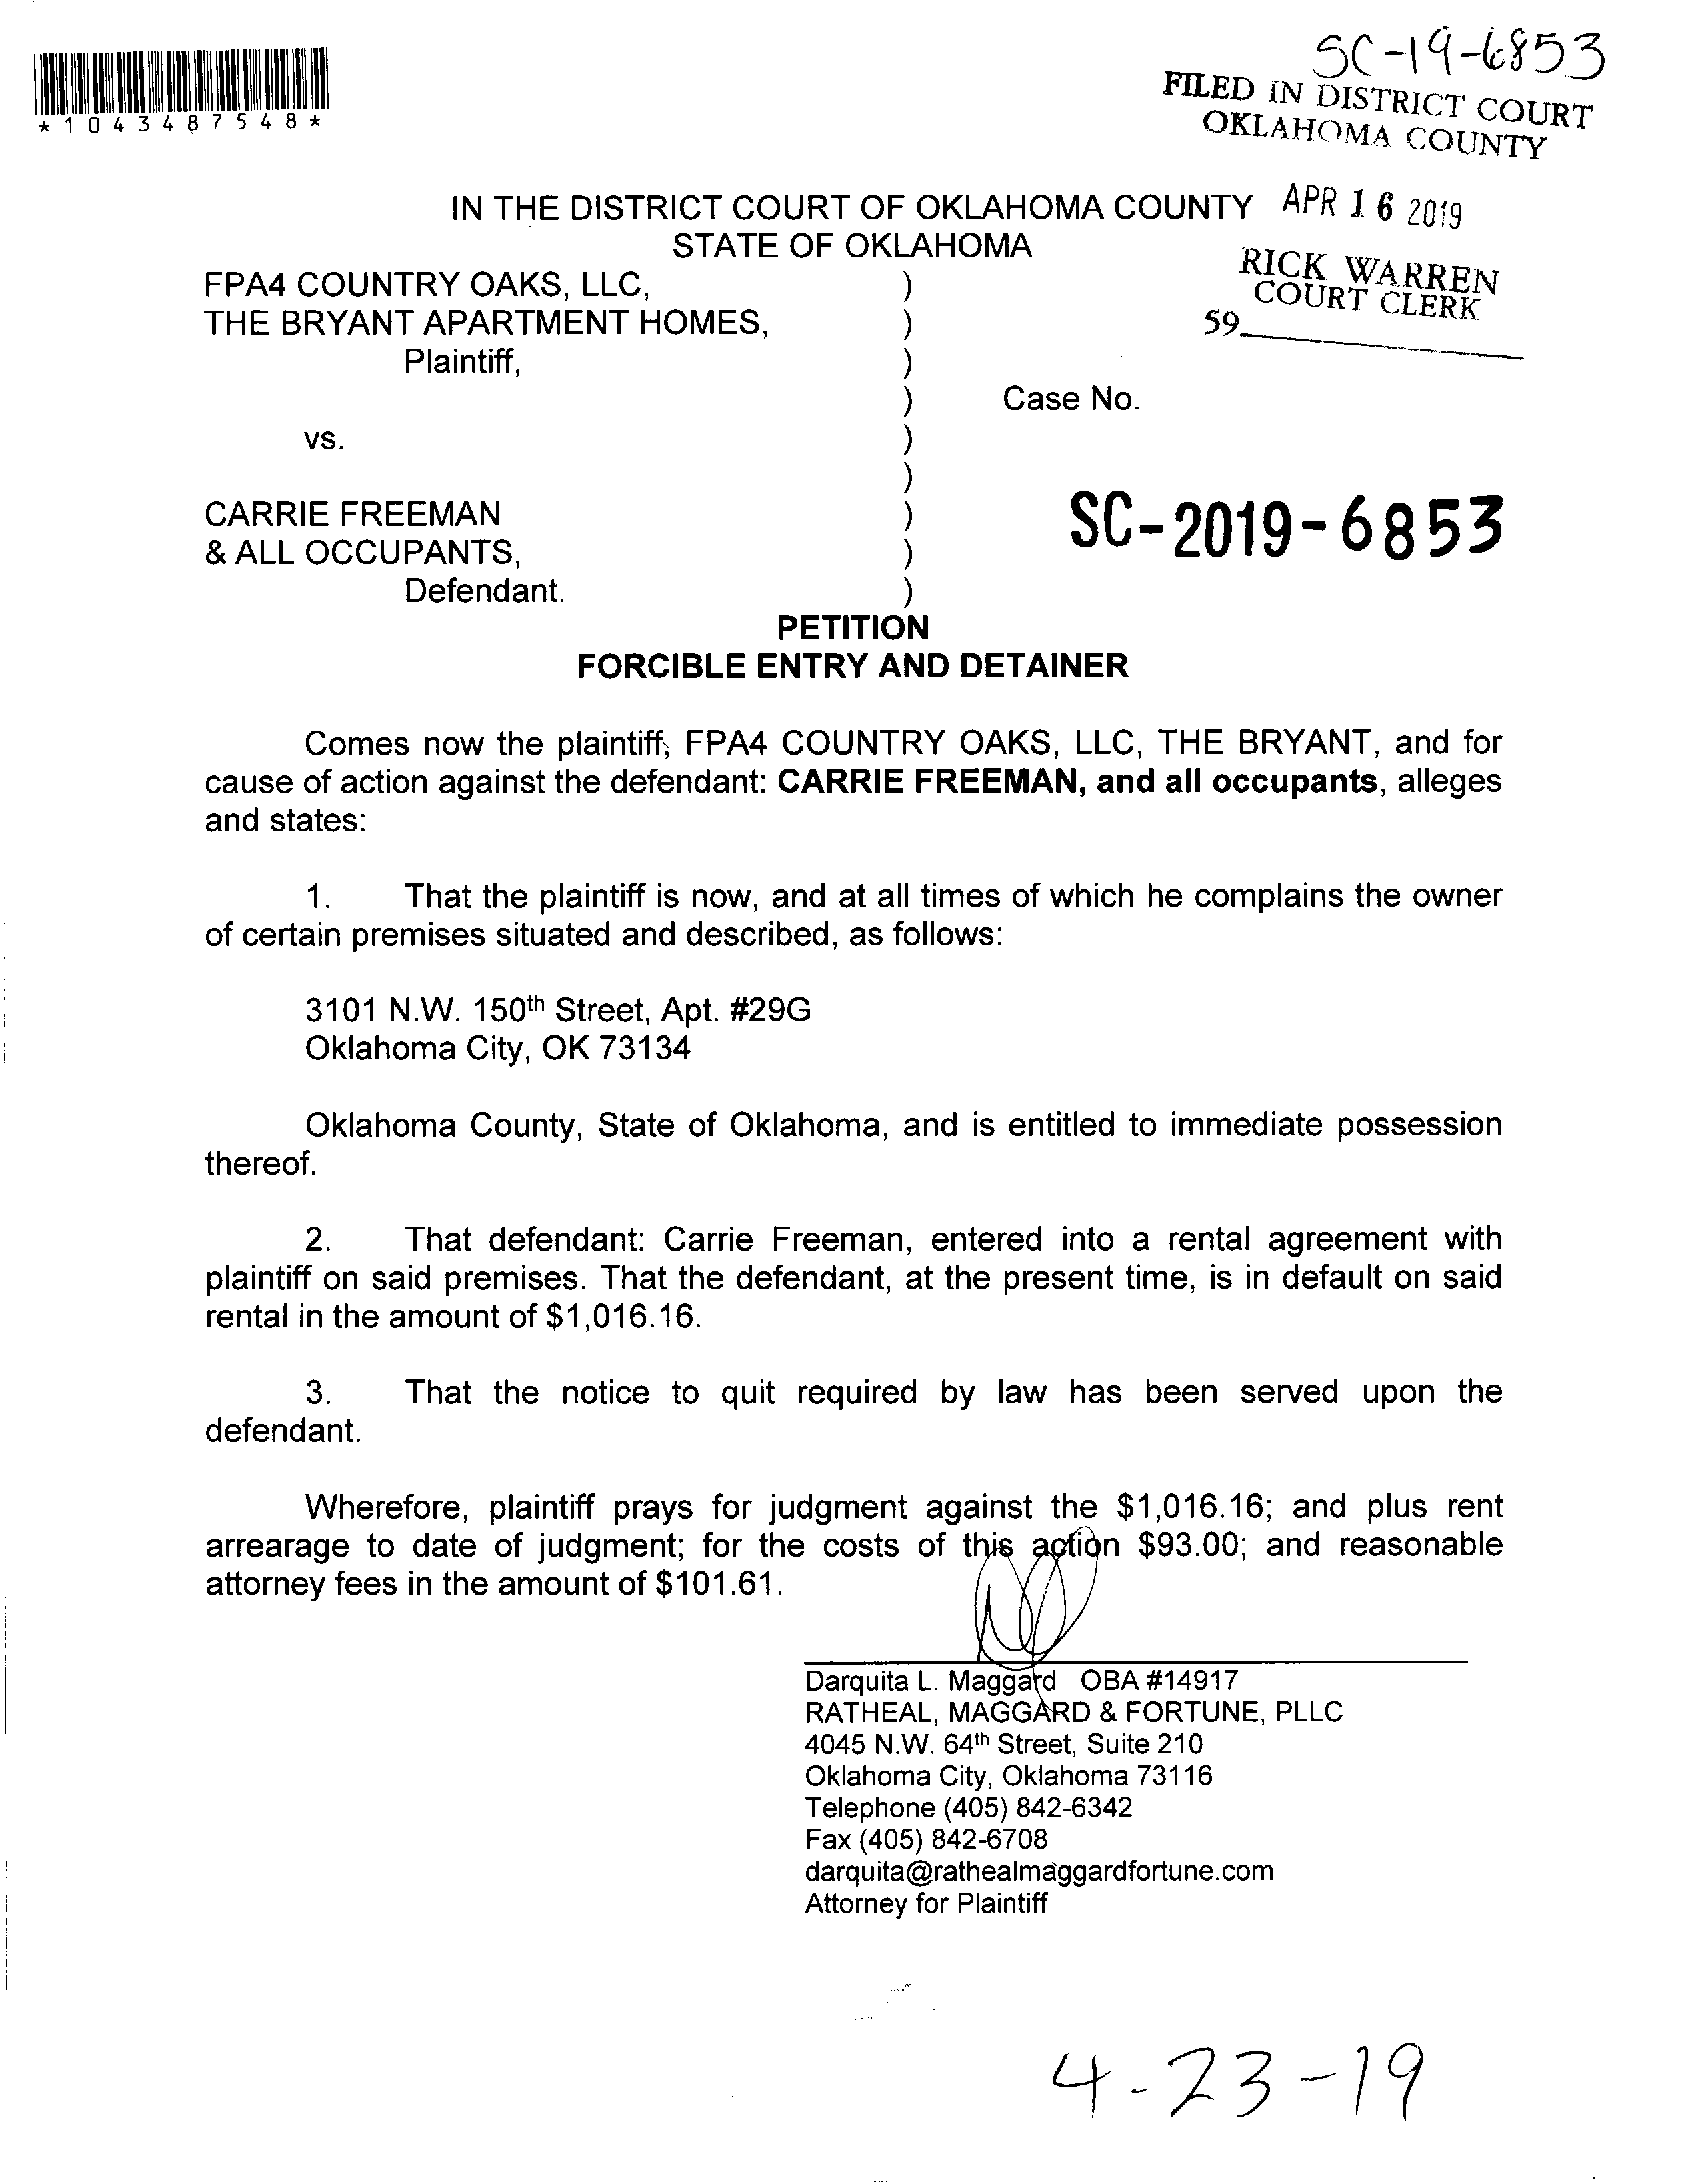 SC-19-6853
FILED IN DISTRICT COURT
OKLAHOMA COUNTY
*1043487548*
IN THE DISTRICT COURT OF OKLAHOMA COUNTY
APR 16 2019
STATE OF OKLAHOMA
RICK WARREN
COURT CLERK
59
FPA4 COUNTRY OAKS, LLC, )
THE BRYANT APARTMENT HOMES, )
Plaintiff, )
) Case No.
vs. )
)
CARRIE FREEMAN ) SC-2019-6853
& ALL OCCUPANTS, )
Defendant. )
PETITION
FORCIBLE ENTRY AND DETAINER
Comes now the plaintiff, FPA4 COUNTRY OAKS, LLC, THE BRYANT, and for
cause of action against the defendant: CARRIE FREEMAN, and all occupants, alleges
and states:
1. That the plaintiff is now, and at all times of which he complains the owner
of certain premises situated and described, as follows:
3101 N.W. 150th Street, Apt. #29G
Oklahoma City, OK 73134
Oklahoma County, State of Oklahoma, and is entitled to immediate possession
thereof.
2. That defendant: Carrie Freeman, entered into a rental agreement with
plaintiff on said premises. That the defendant, at the present time, is in default on said
rental in the amount of $1,016.16.
3. That the notice to quit required by law has been served upon the
defendant.
Wherefore, plaintiff prays for judgment against the $1,016.16; and plus rent
arrearage to date of judgment; for the costs of this action $93.00; and reasonable
attorney fees in the amount of $101.61.
Darquita L. Maggard OBA #14917
RATHEAL, MAGGARD & FORTUNE, PLLC
4045 N.W. 64th Street, Suite 210
Oklahoma City, Oklahoma 73116
Telephone (405) 842-6342
Fax (405) 842-6708
darquita@rathealmaggardfortune.com
Attorney for Plaintiff
4-23-19